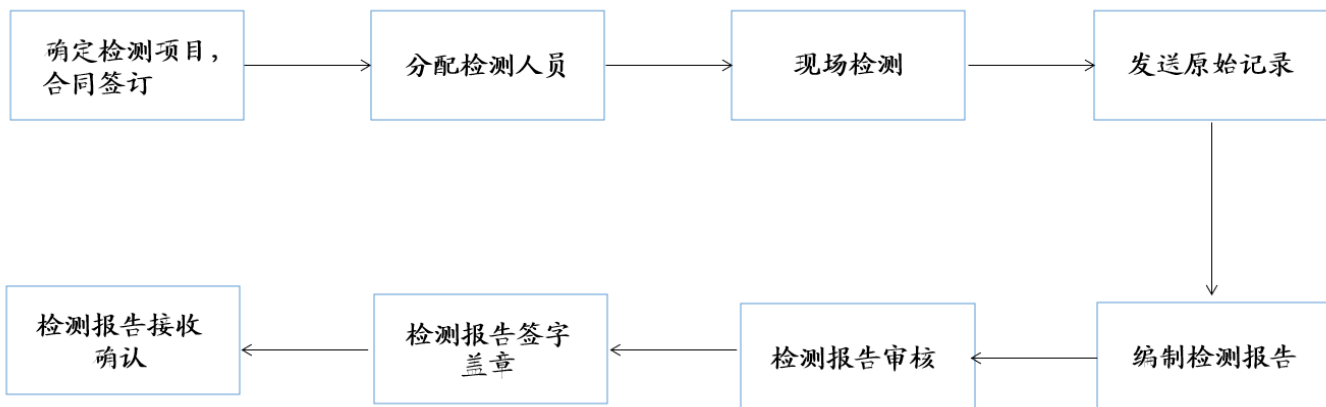 确定检测项目，
合同签订
分配检测人员
现场检测
发送原始记录
编制检测报告
检测报告审核
检测报告签字
盖章
检测报告接收
确认